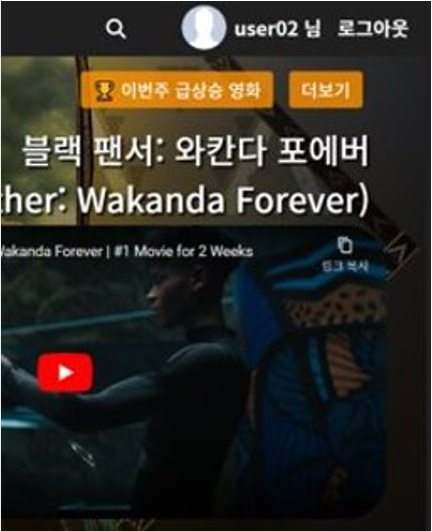 user02 님 로그아웃
이번주 급상승 영화 더보기
블랙 팬서: 와칸다 포에버
ther: Wakanda Forever)
Wakanda Forever | #1 Movie for 2 Weeks
링크 복사